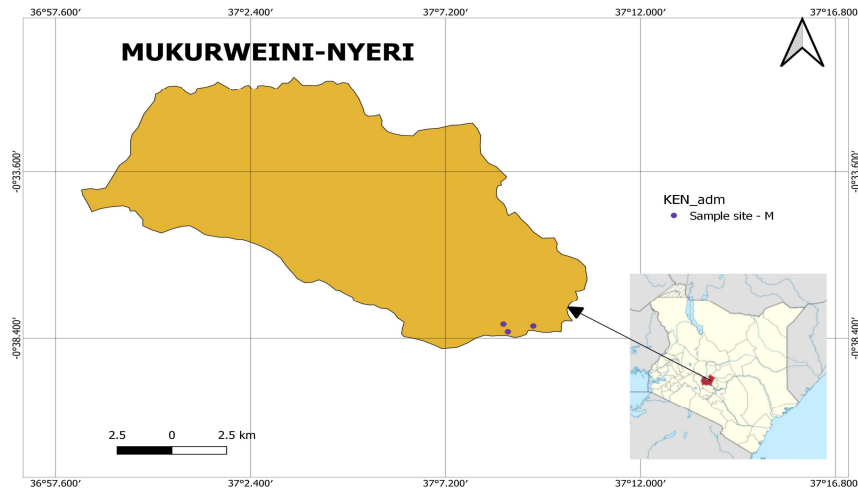 36°57.600′ 37°2.400′ 37°7.200′ 37°12.000′ 37°16.800
MUKURWEINI-NYERI
-0°33.600′ -0°33.600′
KEN_adm
Sample site - M
-0°38.400′ -0°38.400′
2.5 0 2.5 km
36°57.600′ 37°2.400′ 37°7.200′ 37°12.000′ 37°16.800